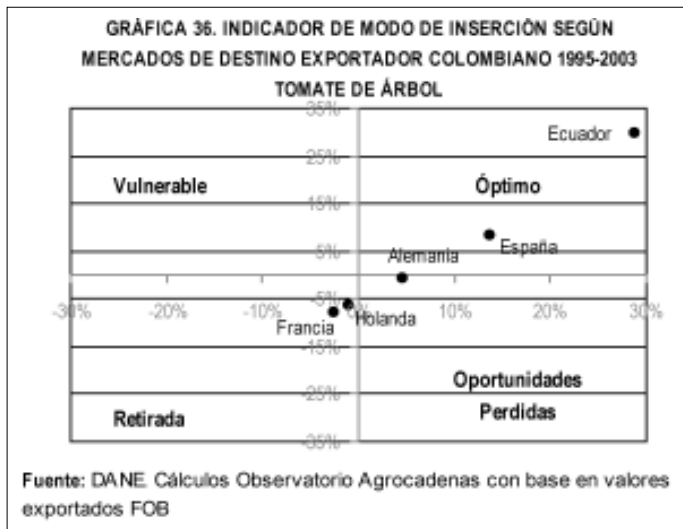 GRÁFICA 36. INDICADOR DE MODO DE INSERCIÓN SEGÚN
MERCADOS DE DESTINO EXPORTADOR COLOMBIANO 1995-2003
TOMATE DE ÁRBOL
35%
Ecuador
25%
Vulnerable
Óptimo
15%
España
Alemania
5%
-30%
-20%
-10%
0%
10%
20%
30%
-5%
Holanda
Francia
-15%
Oportunidades
-25%
Retirada
Perdidas
-35%
Fuente: DANE. Cálculos Observatorio Agrocadenas con base en valores
exportados FOB